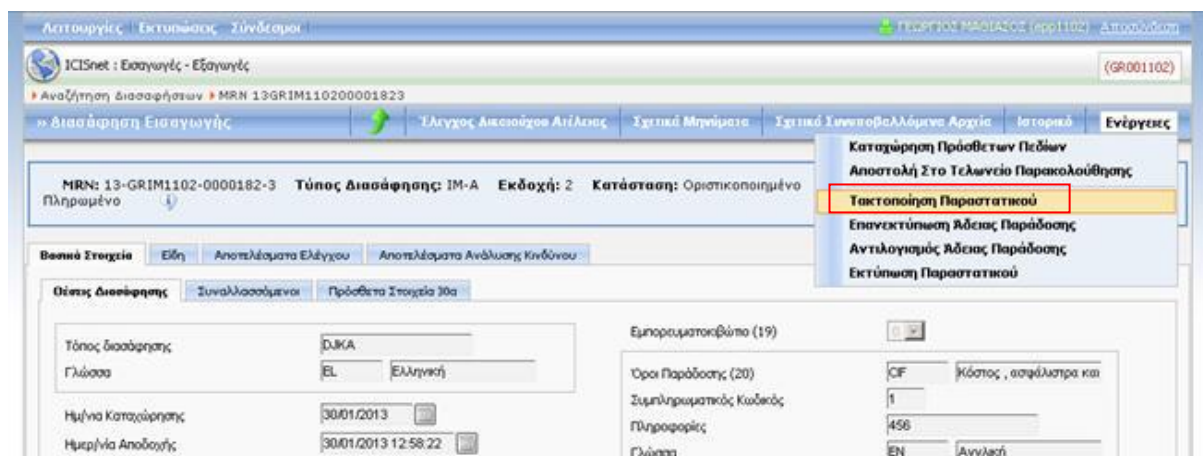 Λειτουργίες Εκτυπώσεις Σύνδεσμοι ΓΕΩΡΓΙΟΣ ΜΑΘΙΑΣΟΣ (epp1102) Αποσύνδεση
ICISnet : Εισαγωγές - Εξαγωγές (GR001102)
Αναζήτηση Διασαφήσεων MRN 13GRIM110200001823
» Διασάφηση Εισαγωγής Έλεγχος Δικαιούχου Ατέλειας Σχετικά Μηνύματα Σχετικά Συνυποβαλλόμενα Αρχεία Ιστορικό Ενέργειες
Καταχώρηση Πρόσθετων Πεδίων
Αποστολή Στο Τελωνείο Παρακολούθησης
Τακτοποίηση Παραστατικού
Επανεκτύπωση Άδειας Παράδοσης
Αντιλογισμός Άδειας Παράδοσης
Εκτύπωση Παραστατικού
MRN: 13-GRIM1102-0000182-3 Τύπος Διασάφησης: IM-A Εκδοχή: 2 Κατάσταση: Οριστικοποιημένο
Πληρωμένο
Βασικά Στοιχεία Είδη Αποτελέσματα Ελέγχου Αποτελέσματα Ανάλυσης Κινδύνου
Θέσεις Διασάφησης Συναλλασσόμενοι Πρόσθετα Στοιχεία 30α
Τόπος διασάφησης DJKA
Γλώσσα EL Ελληνική
Ημ/νια Καταχώρησης 30/01/2013
Ημερ/νία Αποδοχής 30/01/2013 12:58:22
Εμπορευματοκιβώτιο (19) 0
Όροι Παράδοσης (20) CIF Κόστος , ασφάλιστρα και
Συμπληρωματικός Κωδικός 1
Πληροφορίες 456
Γλώσσα EN Αγγλική